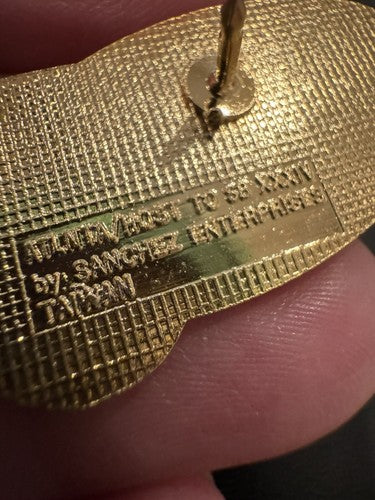 ATLANTA/HOST TO SB XXXIV
by: SANCHEZ ENTERPRISES
TAIWAN